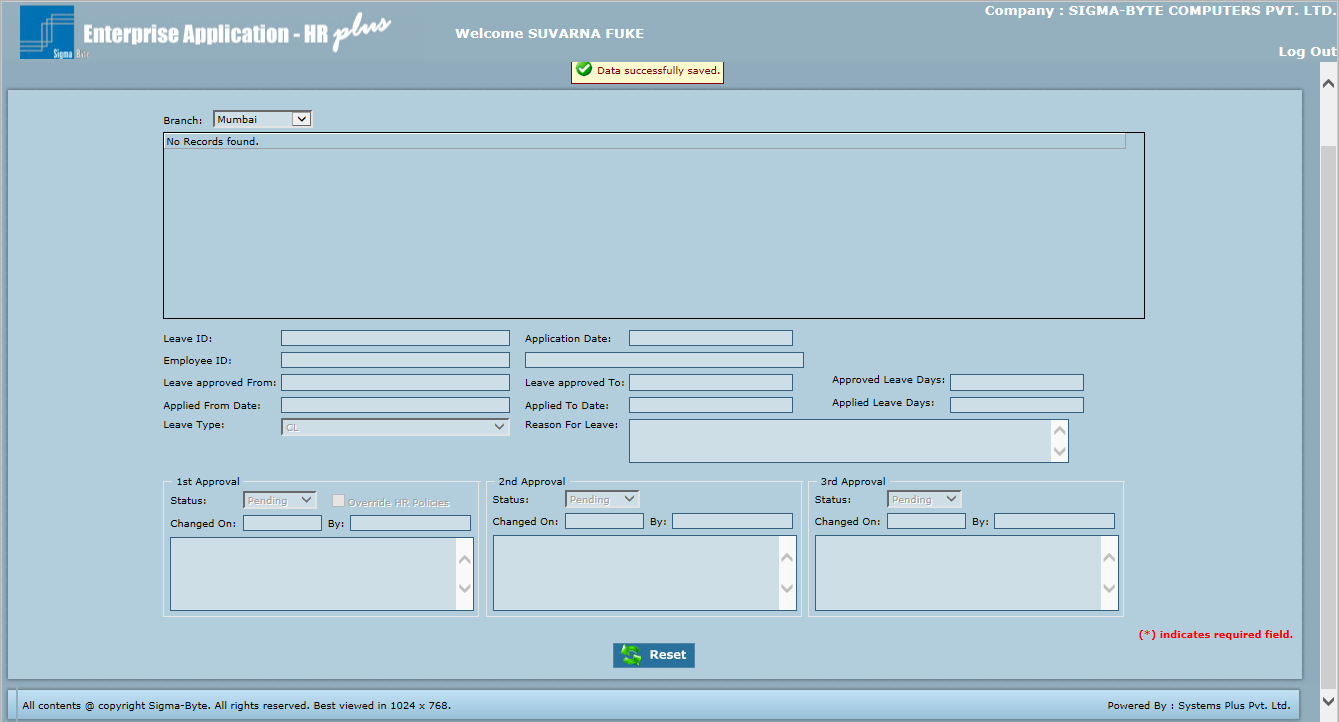 Company : SIGMA-BYTE COMPUTERS PVT. LTD.
Enterprise Application - HR plus
Welcome SUVARNA FUKE
Sigma Byte
Log Out
Data successfully saved.
Branch: Mumbai
No Records found.
Leave ID: Application Date:
Employee ID:
Leave approved From: Leave approved To: Approved Leave Days:
Applied From Date: Applied To Date: Applied Leave Days:
Leave Type: CL Reason For Leave:
1st Approval 2nd Approval 3rd Approval
Status: Pending Override HR Policies Status: Pending Status: Pending
Changed On: By: Changed On: By: Changed On: By:
(*) indicates required field.
Reset
All contents @ copyright Sigma-Byte. All rights reserved. Best viewed in 1024 x 768. Powered By : Systems Plus Pvt. Ltd.